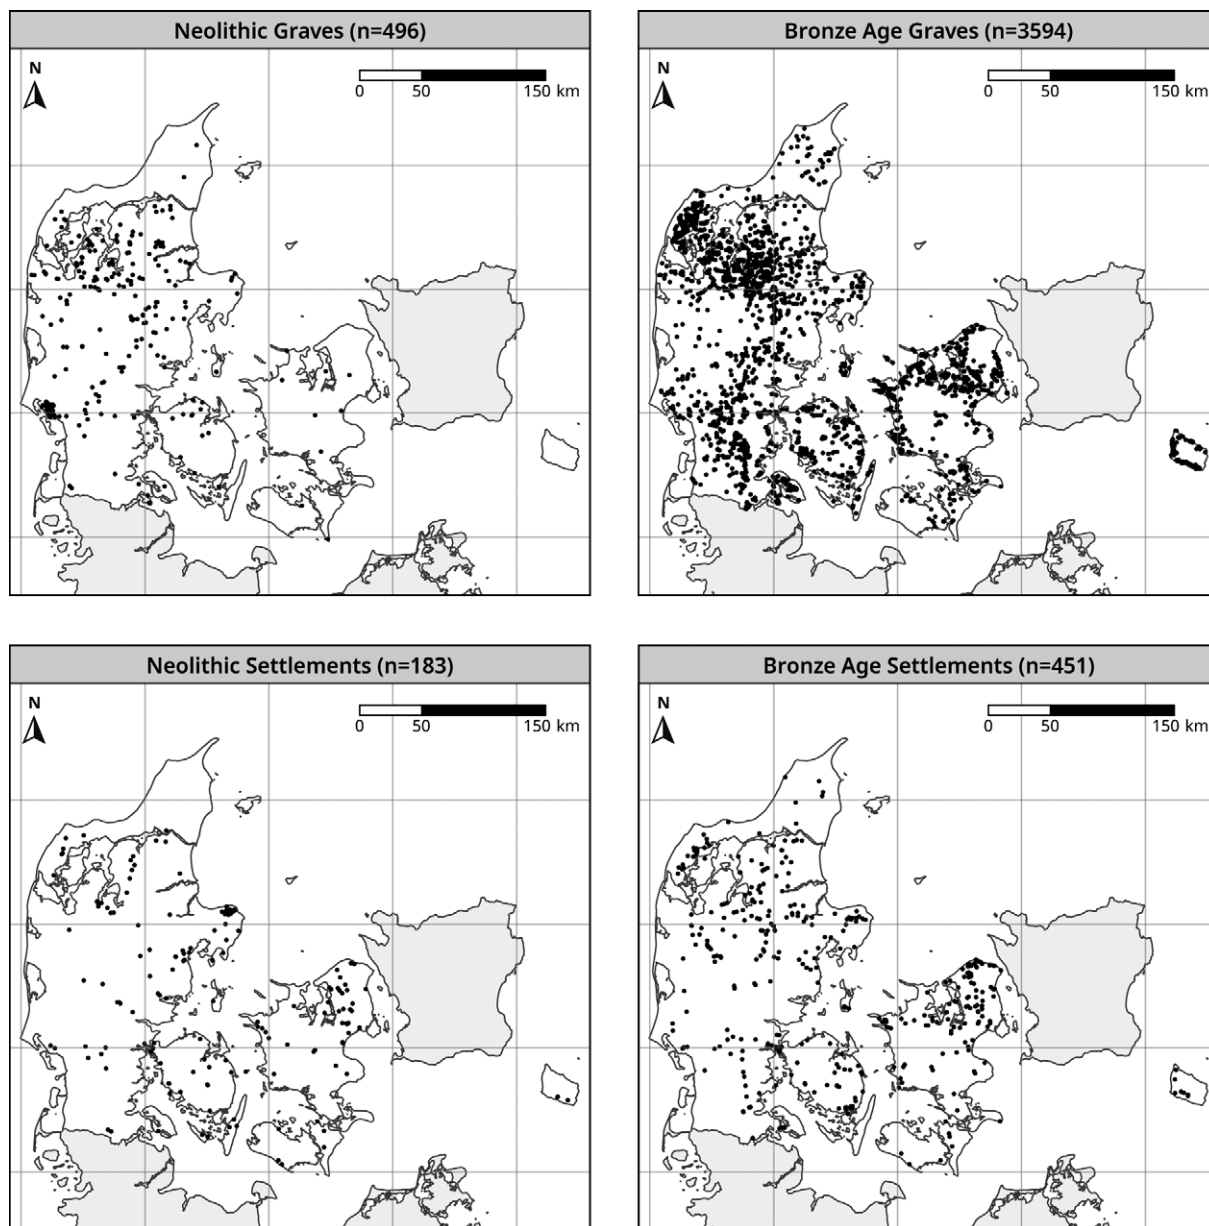 Neolithic Graves (n=496)
N
0 50 150 km
Bronze Age Graves (n=3594)
N
0 50 150 km
Neolithic Settlements (n=183)
N
0 50 150 km
Bronze Age Settlements (n=451)
N
0 50 150 km